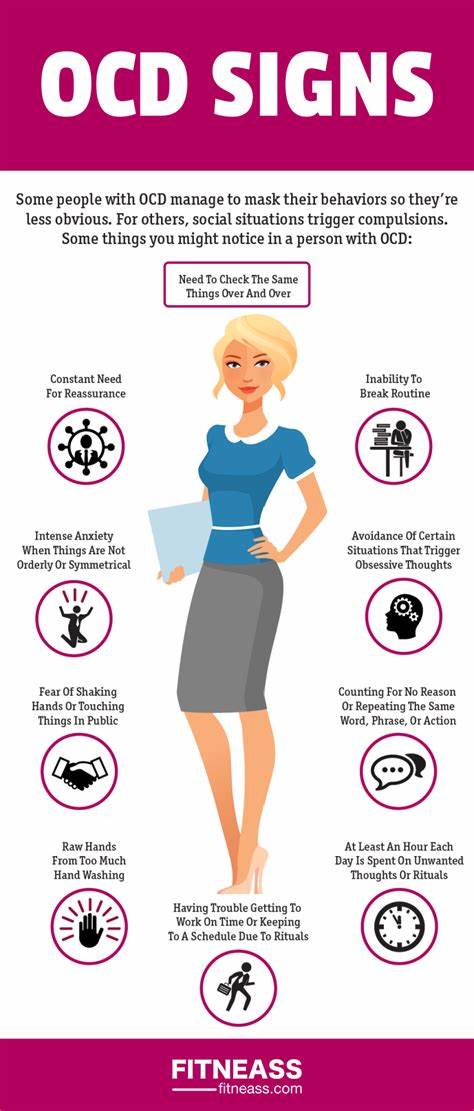 OCD SIGNS
Some people with OCD manage to mask their behaviors so they're
less obvious. For others, social situations trigger compulsions.
Some things you might notice in a person with OCD:
Need To Check The Same
Things Over And Over
Constant Need
For Reassurance
Inability To
Break Routine
Intense Anxiety
When Things Are Not
Orderly Or Symmetrical
Avoidance Of Certain
Situations That Trigger
Obsessive Thoughts
Fear Of Shaking
Hands Or Touching
Things In Public
Counting For No Reason
Or Repeating The Same
Word, Phrase, Or Action
Raw Hands
From Too Much
Hand Washing
At Least An Hour Each
Day Is Spent On Unwanted
Thoughts Or Rituals
Having Trouble Getting To
Work On Time Or Keeping
To A Schedule Due To Rituals
FITNEASS
fitneass.com